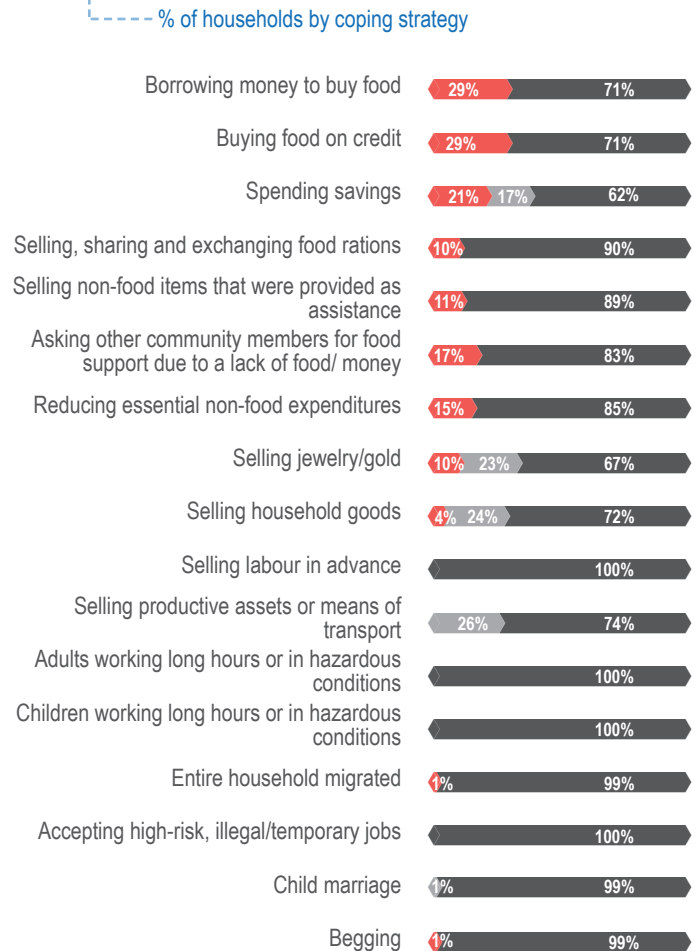 % of households by coping strategy
Borrowing money to buy food 29% 71%
Buying food on credit 29% 71%
Spending savings 21% 17% 62%
Selling, sharing and exchanging food rations 10% 90%
Selling non-food items that were provided as
assistance 11% 89%
Asking other community members for food
support due to a lack of food/ money 17% 83%
Reducing essential non-food expenditures 15% 85%
Selling jewelry/gold 10% 23% 67%
Selling household goods 4% 24% 72%
Selling labour in advance 100%
Selling productive assets or means of
transport 26% 74%
Adults working long hours or in hazardous
conditions 100%
Children working long hours or in hazardous
conditions 100%
Entire household migrated 1% 99%
Accepting high-risk, illegal/temporary jobs 100%
Child marriage 1% 99%
Begging 1% 99%